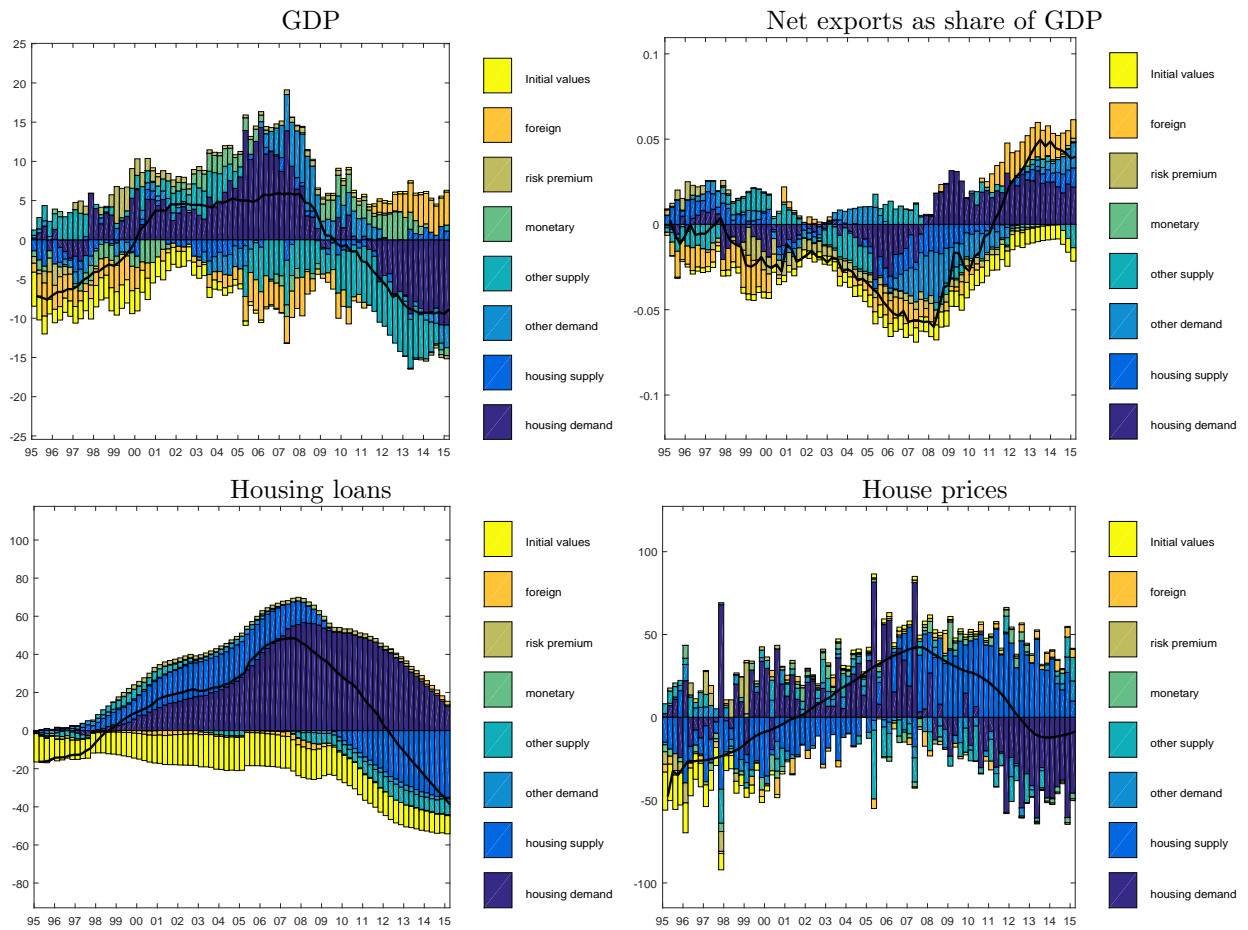 GDP
25
20
15
10
5
0
-5
-10
-15
-20
-25
95 96 97 98 99 00 01 02 03 04 05 06 07 08 09 10 11 12 13 14 15
Initial values
foreign
risk premium
monetary
other supply
other demand
housing supply
housing demand
Net exports as share of GDP
0.1
0.05
0
-0.05
-0.1
95 96 97 98 99 00 01 02 03 04 05 06 07 08 09 10 11 12 13 14 15
Initial values
foreign
risk premium
monetary
other supply
other demand
housing supply
housing demand
Housing loans
100
80
60
40
20
0
-20
-40
-60
-80
95 96 97 98 99 00 01 02 03 04 05 06 07 08 09 10 11 12 13 14 15
Initial values
foreign
risk premium
monetary
other supply
other demand
housing supply
housing demand
House prices
100
50
0
-50
-100
95 96 97 98 99 00 01 02 03 04 05 06 07 08 09 10 11 12 13 14 15
Initial values
foreign
risk premium
monetary
other supply
other demand
housing supply
housing demand